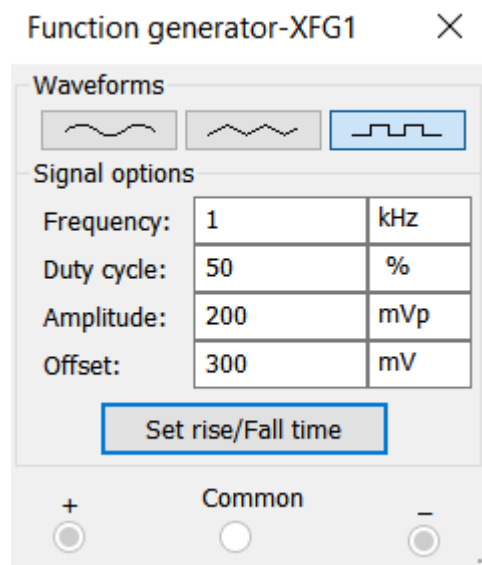 Function generator-XFG1
Waveforms
Signal options
Frequency: 1 kHz
Duty cycle: 50 %
Amplitude: 200 mVp
Offset: 300 mV
Set rise/Fall time
+ Common −